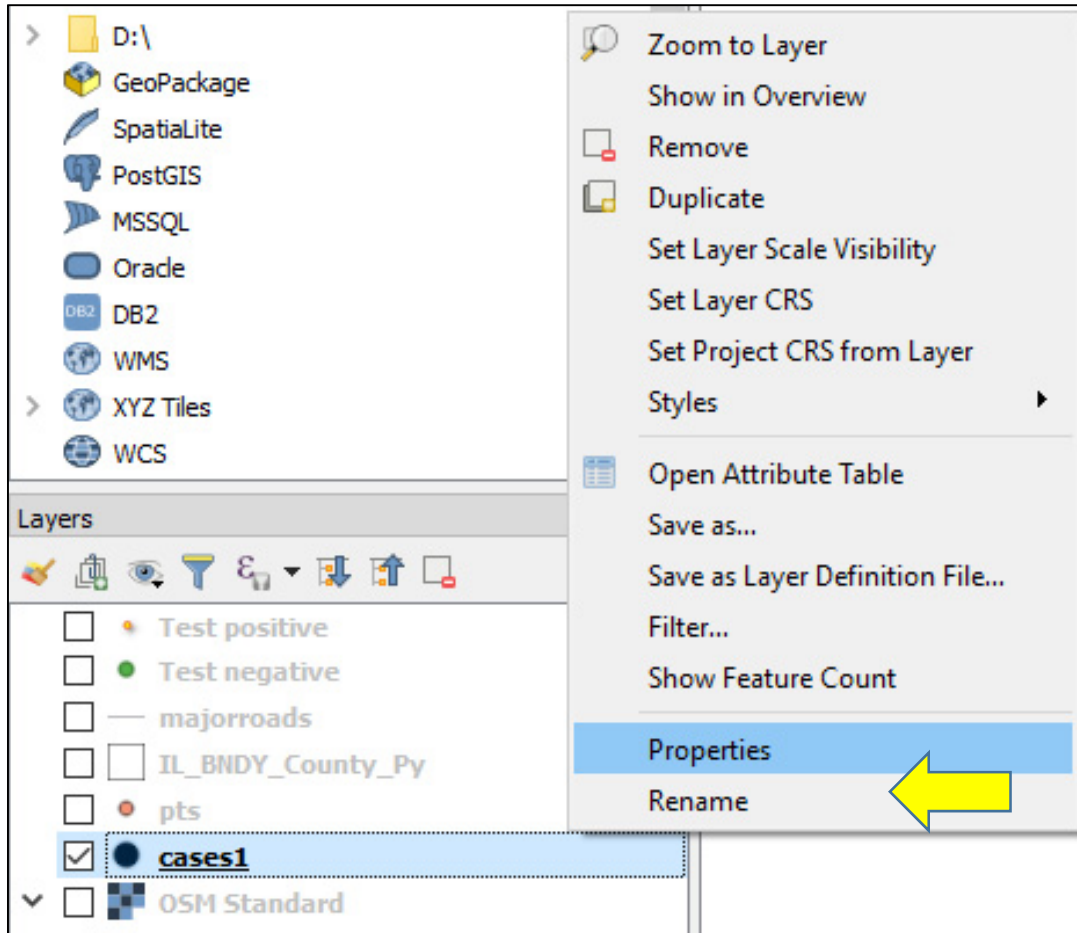 D:\
GeoPackage
SpatiaLite
PostGIS
MSSQL
Oracle
DB2
DB2
WMS
XYZ Tiles
WCS
Layers
ε
Test positive
Test negative
majorroads
IL_BNDY_County_Py
pts
cases1
OSM Standard
Zoom to Layer
Show in Overview
Remove
Duplicate
Set Layer Scale Visibility
Set Layer CRS
Set Project CRS from Layer
Styles
Open Attribute Table
Save as...
Save as Layer Definition File...
Filter...
Show Feature Count
Properties
Rename